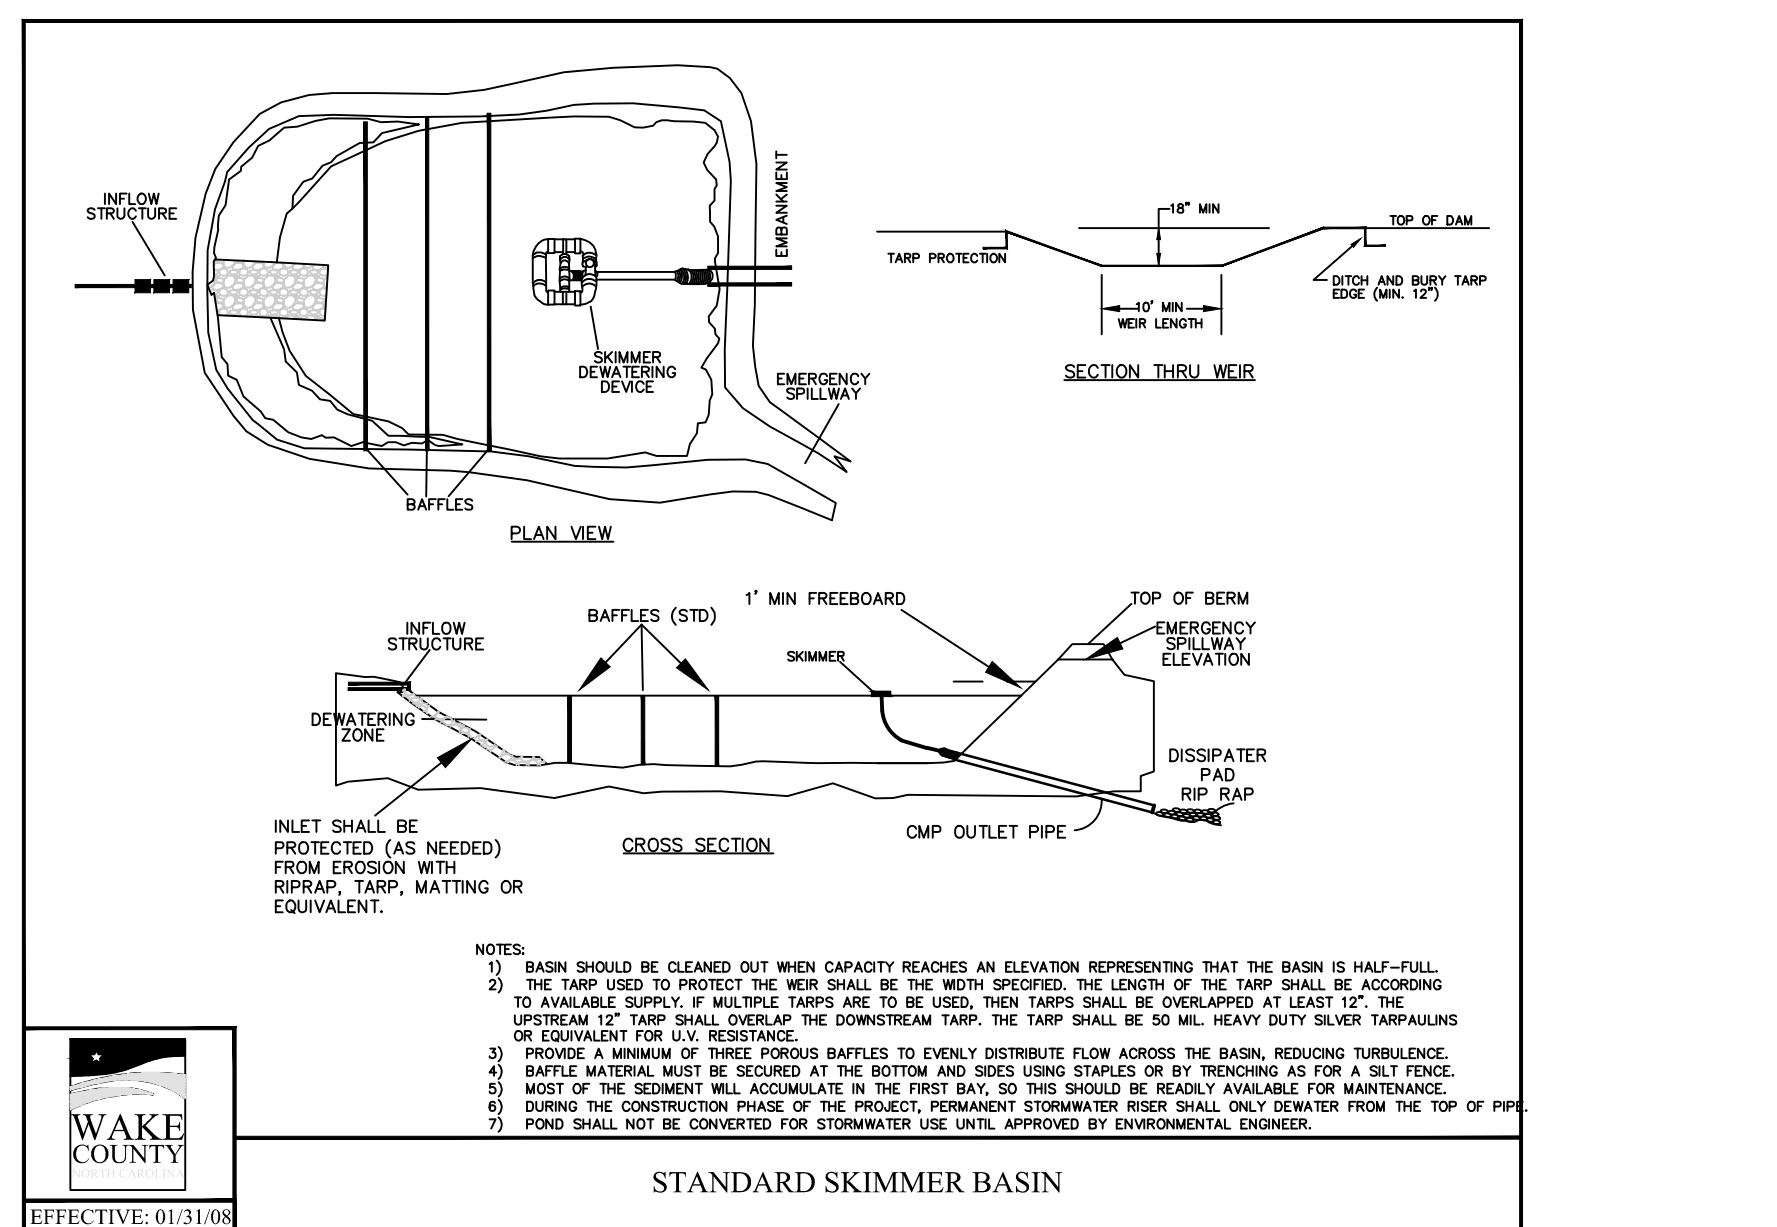 INFLOW
STRUCTURE
EMBANKMENT
SKIMMER
DEWATERING
DEVICE
EMERGENCY
SPILLWAY
BAFFLES
PLAN VIEW
18" MIN
TOP OF DAM
TARP PROTECTION
DITCH AND BURY TARP
EDGE (MIN. 12")
10' MIN
WEIR LENGTH
SECTION THRU WEIR
1' MIN FREEBOARD
TOP OF BERM
BAFFLES (STD)
INFLOW
STRUCTURE
EMERGENCY
SPILLWAY
ELEVATION
SKIMMER
DEWATERING
ZONE
DISSIPATER
PAD
RIP RAP
CMP OUTLET PIPE
INLET SHALL BE
PROTECTED (AS NEEDED)
FROM EROSION WITH
RIPRAP, TARP, MATTING OR
EQUIVALENT.
CROSS SECTION
NOTES:
1) BASIN SHOULD BE CLEANED OUT WHEN CAPACITY REACHES AN ELEVATION REPRESENTING THAT THE BASIN IS HALF-FULL.
2) THE TARP USED TO PROTECT THE WEIR SHALL BE THE WIDTH SPECIFIED. THE LENGTH OF THE TARP SHALL BE ACCORDING
TO AVAILABLE SUPPLY. IF MULTIPLE TARPS ARE TO BE USED, THEN TARPS SHALL BE OVERLAPPED AT LEAST 12". THE
UPSTREAM 12" TARP SHALL OVERLAP THE DOWNSTREAM TARP. THE TARP SHALL BE 50 MIL. HEAVY DUTY SILVER TARPAULINS
OR EQUIVALENT FOR U.V. RESISTANCE.
3) PROVIDE A MINIMUM OF THREE POROUS BAFFLES TO EVENLY DISTRIBUTE FLOW ACROSS THE BASIN, REDUCING TURBULENCE.
4) BAFFLE MATERIAL MUST BE SECURED AT THE BOTTOM AND SIDES USING STAPLES OR BY TRENCHING AS FOR A SILT FENCE.
5) MOST OF THE SEDIMENT WILL ACCUMULATE IN THE FIRST BAY, SO THIS SHOULD BE READILY AVAILABLE FOR MAINTENANCE.
6) DURING THE CONSTRUCTION PHASE OF THE PROJECT, PERMANENT STORMWATER RISER SHALL ONLY DEWATER FROM THE TOP OF PIPE.
7) POND SHALL NOT BE CONVERTED FOR STORMWATER USE UNTIL APPROVED BY ENVIRONMENTAL ENGINEER.
WAKE
COUNTY
NORTH CAROLINA
STANDARD SKIMMER BASIN
EFFECTIVE: 01/31/08